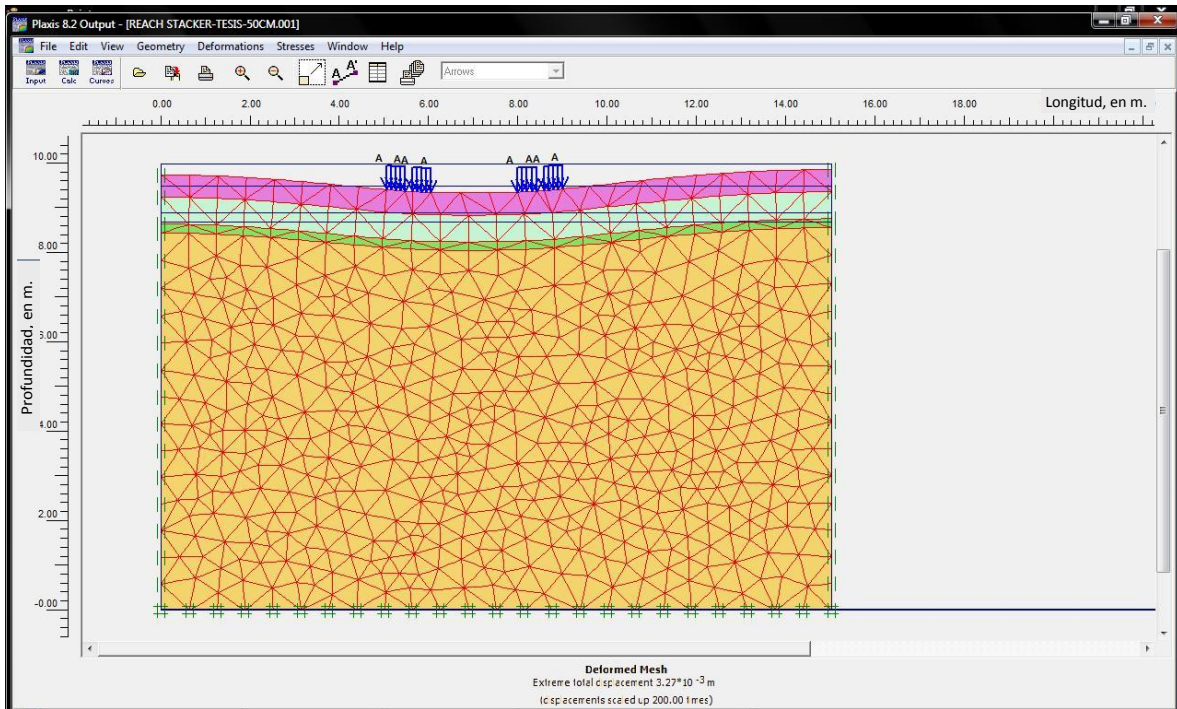 Plaxis 8.2 Output - [REACH STACKER-TESIS-50CM.001]
File Edit View Geometry Deformations Stresses Window Help
Input Calc Curves A A' Arrows
0.00 2.00 4.00 6.00 8.00 10.00 12.00 14.00 16.00 18.00 Longitud, en m.
A AA A A AA A
10.00
8.00
Profundidad, en m.
4.00
2.00
-0.00
Deformed Mesh
Extreme total displacement 3.27*10 -3 m
(displacements scaled up 200.00 times)